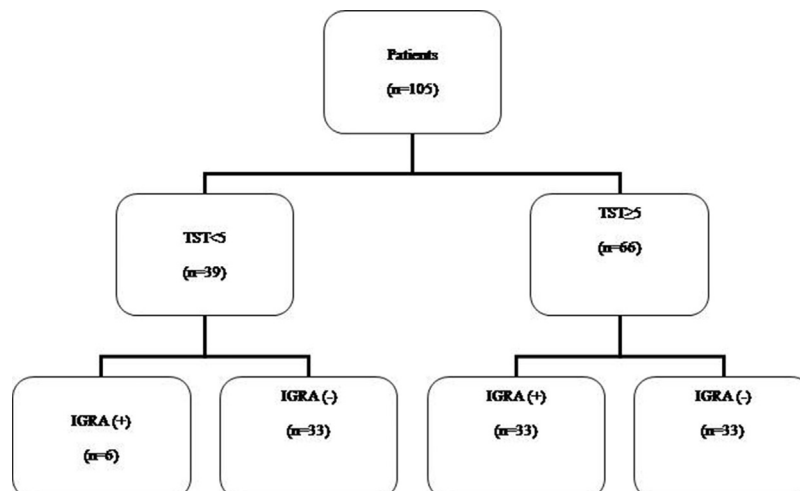 Patients
(n=105)
TST<5
(n=39)
TST≥5
(n=66)
IGRA (+)
(n=6)
IGRA (-)
(n=33)
IGRA (+)
(n=33)
IGRA (-)
(n=33)